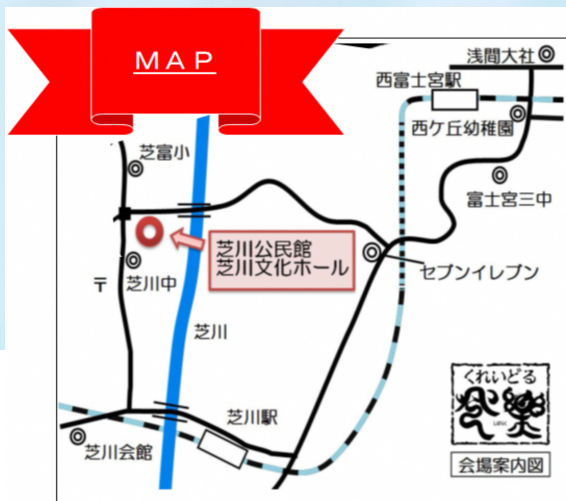 MAP
浅間大社
西富士宮駅
西ケ丘幼稚園
芝富小
富士宮三中
芝川公民館
芝川文化ホール
セブンイレブン
〒
芝川中
芝川
くれいどる
芝川駅
芝川会館
会場案内図